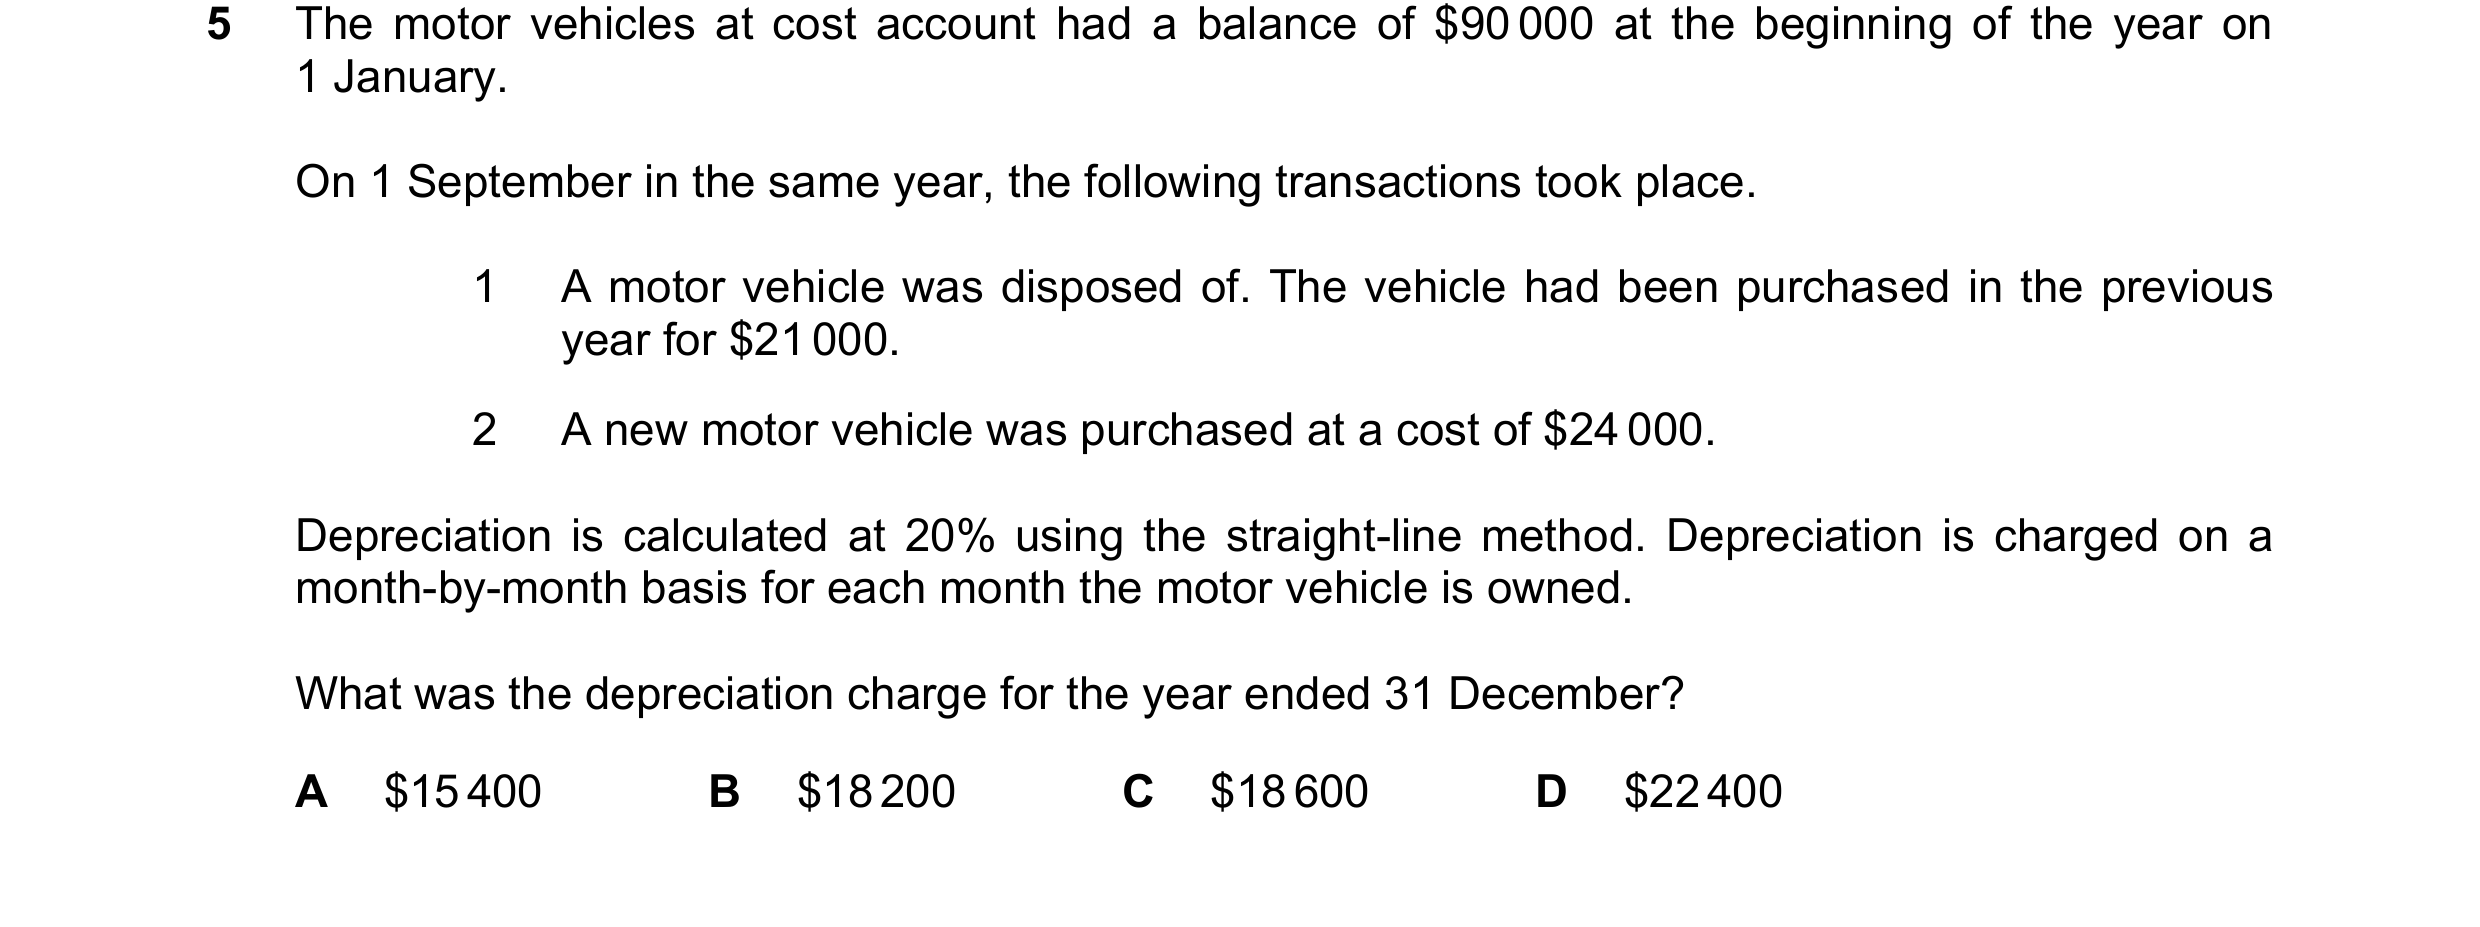 5 The motor vehicles at cost account had a balance of $90 000 at the beginning of the year on
1 January.
On 1 September in the same year, the following transactions took place.
1 A motor vehicle was disposed of. The vehicle had been purchased in the previous
year for $21 000.
2 A new motor vehicle was purchased at a cost of $24 000.
Depreciation is calculated at 20% using the straight-line method. Depreciation is charged on a
month-by-month basis for each month the motor vehicle is owned.
What was the depreciation charge for the year ended 31 December?
A $15 400 B $18 200 C $18 600 D $22 400